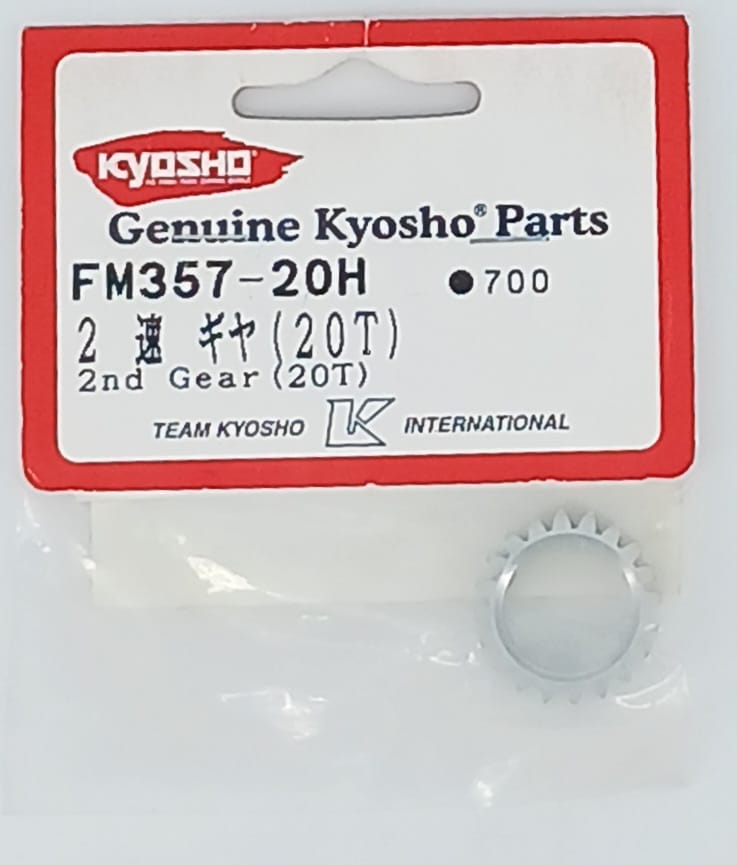 KYOSHO
Genuine Kyosho® Parts
FM357-20H ●700
2 速 ギヤ(20T)
2nd Gear (20T)
TEAM KYOSHO K INTERNATIONAL